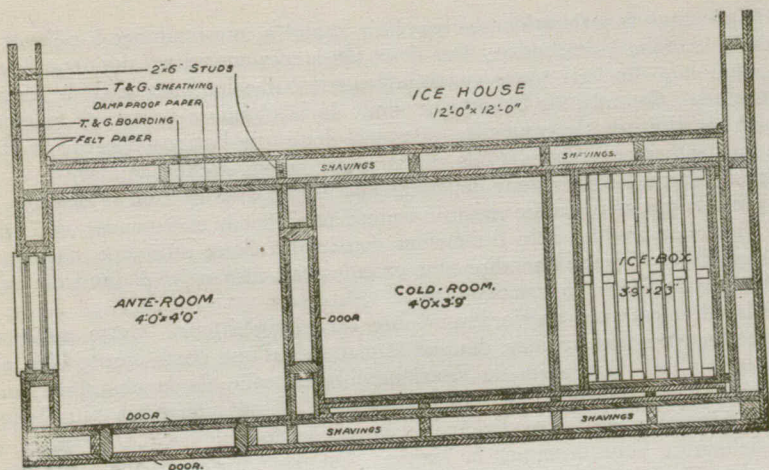 2"×6" STUDS
T & G. SHEATHING
DAMPPROOF PAPER
T. & G. BOARDING
FELT PAPER
ICE HOUSE
12'-0" × 12'-0"
SHAVINGS
SHAVINGS.
ANTE-ROOM
4'0" × 4'0"
DOOR
COLD-ROOM.
4'0" × 3'9"
ICE-BOX
3'9" × 2'3"
DOOR
DOOR.
SHAVINGS
SHAVINGS